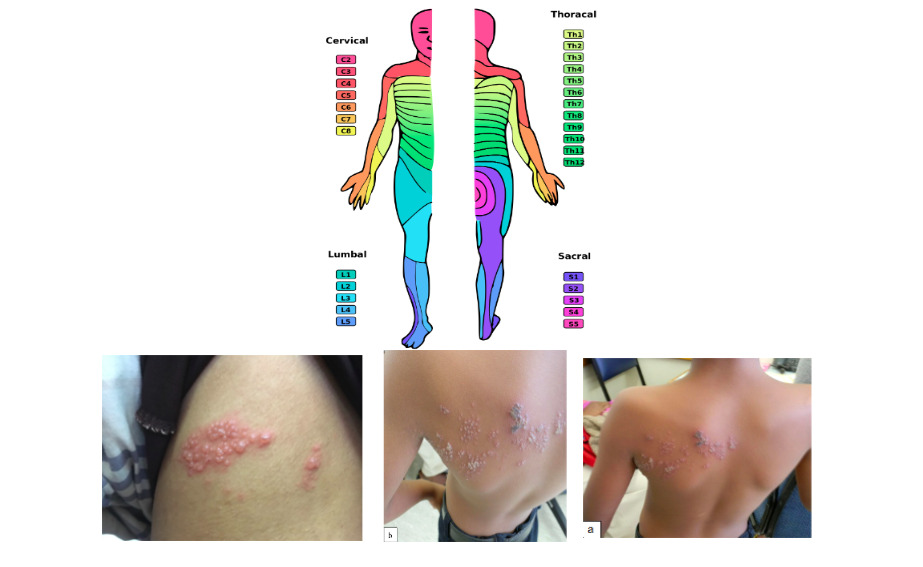 Thoracal
Th1
Th2
Th3
Th4
Th5
Th6
Th7
Th8
Th9
Th10
Th11
Th12
Cervical
C2
C3
C4
C5
C6
C7
C8
Lumbal
L1
L2
L3
L4
L5
Sacral
S1
S2
S3
S4
S5
b
a